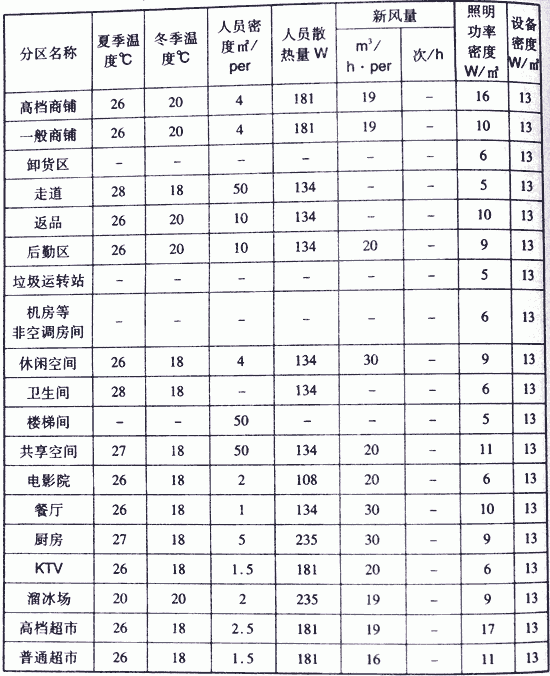 分区名称 夏季温度℃ 冬季温度℃ 人员密度㎡/per 人员散热量 W 新风量 m³/h·per 次/h 照明功率密度W/㎡ 设备密度W/㎡
高档商铺 26 20 4 181 19 – 16 13
一般商铺 26 20 4 181 19 – 10 13
卸货区 – – – – – – 6 13
走道 28 18 50 134 – – 5 13
返品 26 20 10 134 – – 10 13
后勤区 26 20 10 134 20 – 9 13
垃圾运转站 – – – – – – 5 13
机房等
非空调房间 – – – – – – 6 13
休闲空间 26 18 4 134 30 – 9 13
卫生间 28 18 – 134 – – 6 13
楼梯间 – – 50 – – – 5 13
共享空间 27 18 50 134 20 – 11 13
电影院 26 18 2 108 20 – 6 13
餐厅 26 18 1 134 30 – 10 13
厨房 27 18 5 235 30 – 9 13
KTV 26 18 1.5 181 20 – 6 13
溜冰场 20 20 2 235 19 – 9 13
高档超市 26 18 2.5 181 19 – 17 13
普通超市 26 18 1.5 181 16 – 11 13